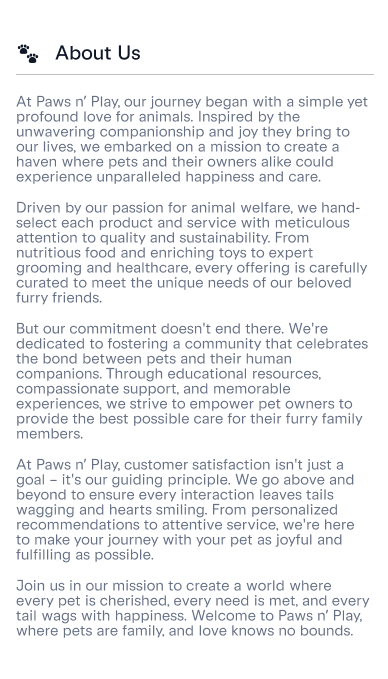 About Us
At Paws n’ Play, our journey began with a simple yet
profound love for animals. Inspired by the
unwavering companionship and joy they bring to
our lives, we embarked on a mission to create a
haven where pets and their owners alike could
experience unparalleled happiness and care.
Driven by our passion for animal welfare, we hand-
select each product and service with meticulous
attention to quality and sustainability. From
nutritious food and enriching toys to expert
grooming and healthcare, every offering is carefully
curated to meet the unique needs of our beloved
furry friends.
But our commitment doesn't end there. We're
dedicated to fostering a community that celebrates
the bond between pets and their human
companions. Through educational resources,
compassionate support, and memorable
experiences, we strive to empower pet owners to
provide the best possible care for their furry family
members.
At Paws n’ Play, customer satisfaction isn't just a
goal – it's our guiding principle. We go above and
beyond to ensure every interaction leaves tails
wagging and hearts smiling. From personalized
recommendations to attentive service, we're here
to make your journey with your pet as joyful and
fulfilling as possible.
Join us in our mission to create a world where
every pet is cherished, every need is met, and every
tail wags with happiness. Welcome to Paws n’ Play,
where pets are family, and love knows no bounds.